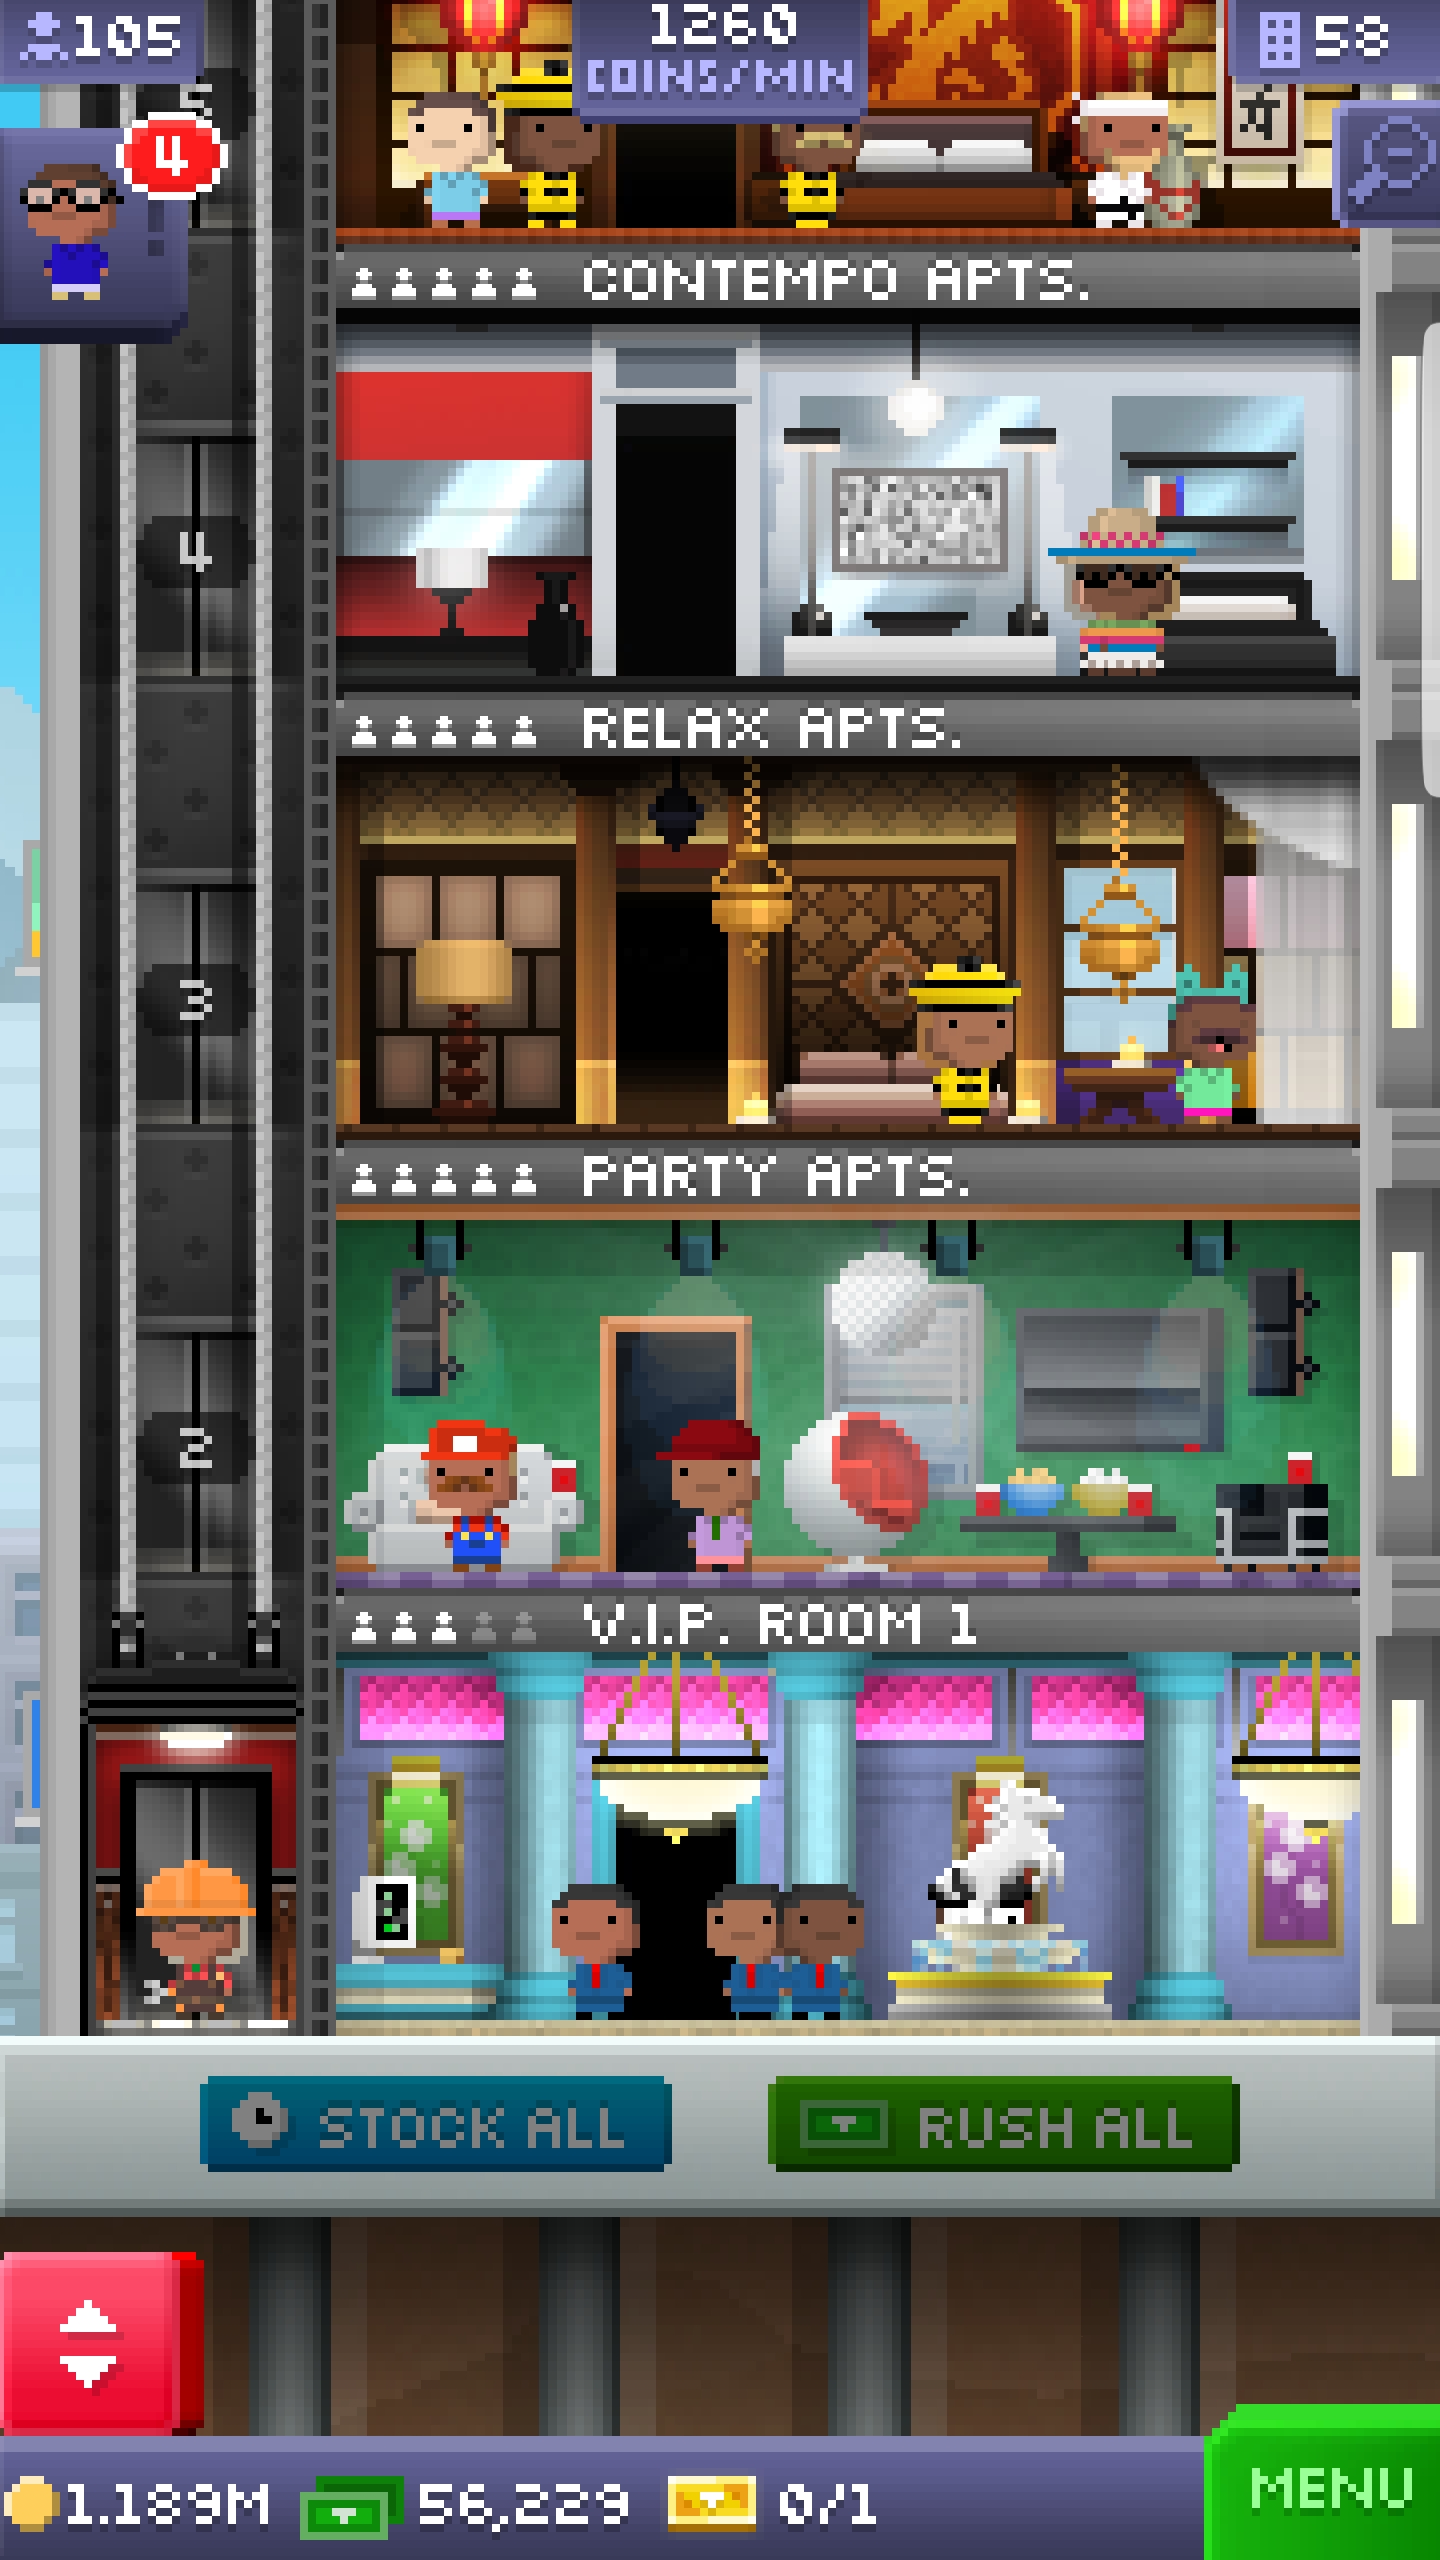 105
1260
COINS/MIN
58
5
4
CONTEMPO APTS.
4
RELAX APTS.
3
PARTY APTS.
2
V.I.P. ROOM 1
STOCK ALL
RUSH ALL
1.189M
56,229
0/1
MENU